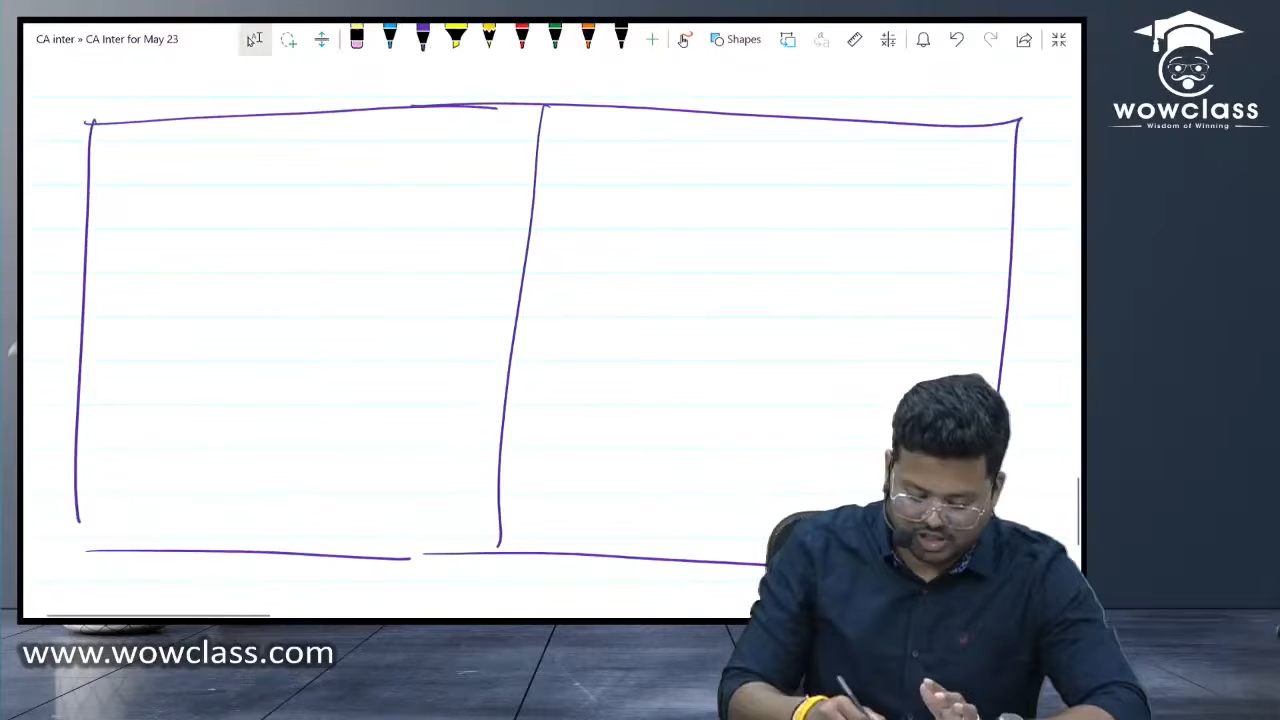 CA inter » CA Inter for May 23
Shapes
wowclass
Wisdom of Winning
www.wowclass.com